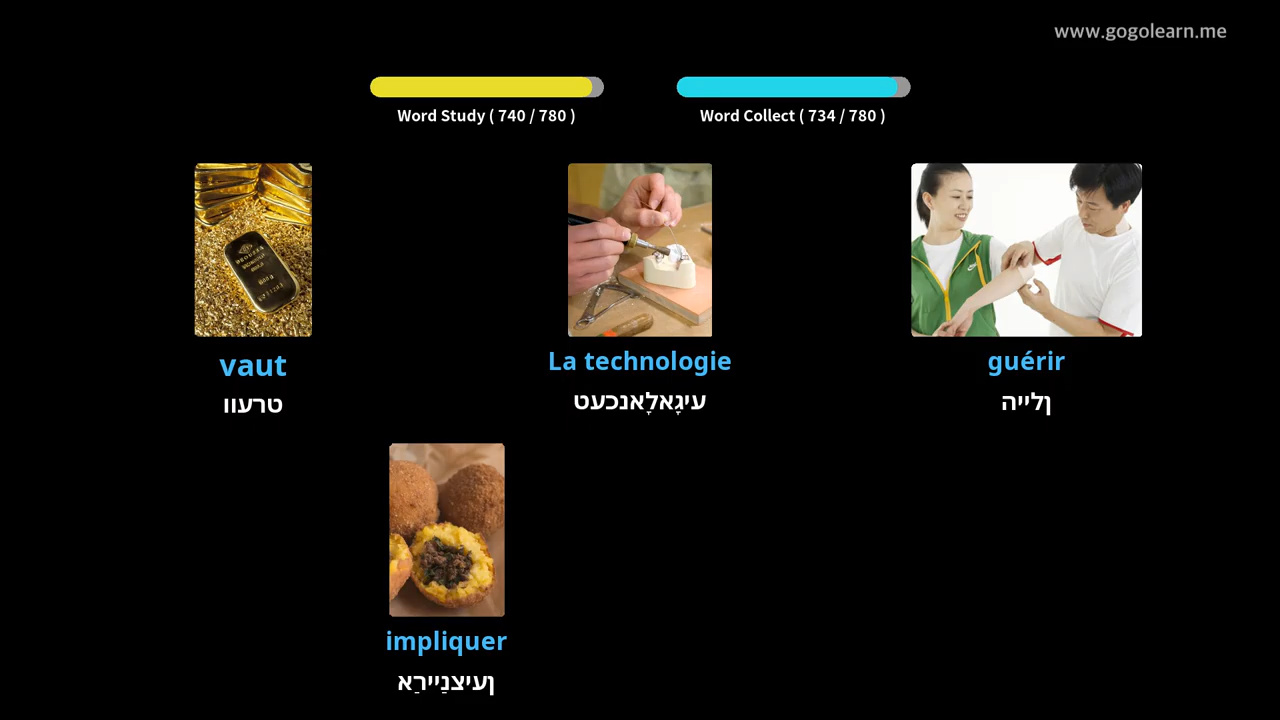 www.gogolearn.me
Word Study ( 740 / 780 )
Word Collect ( 734 / 780 )
vaut
טרעוו
La technologie
עיגָאלָאנכעט
guérir
ןלייה
impliquer
ןעיצנַיירַא